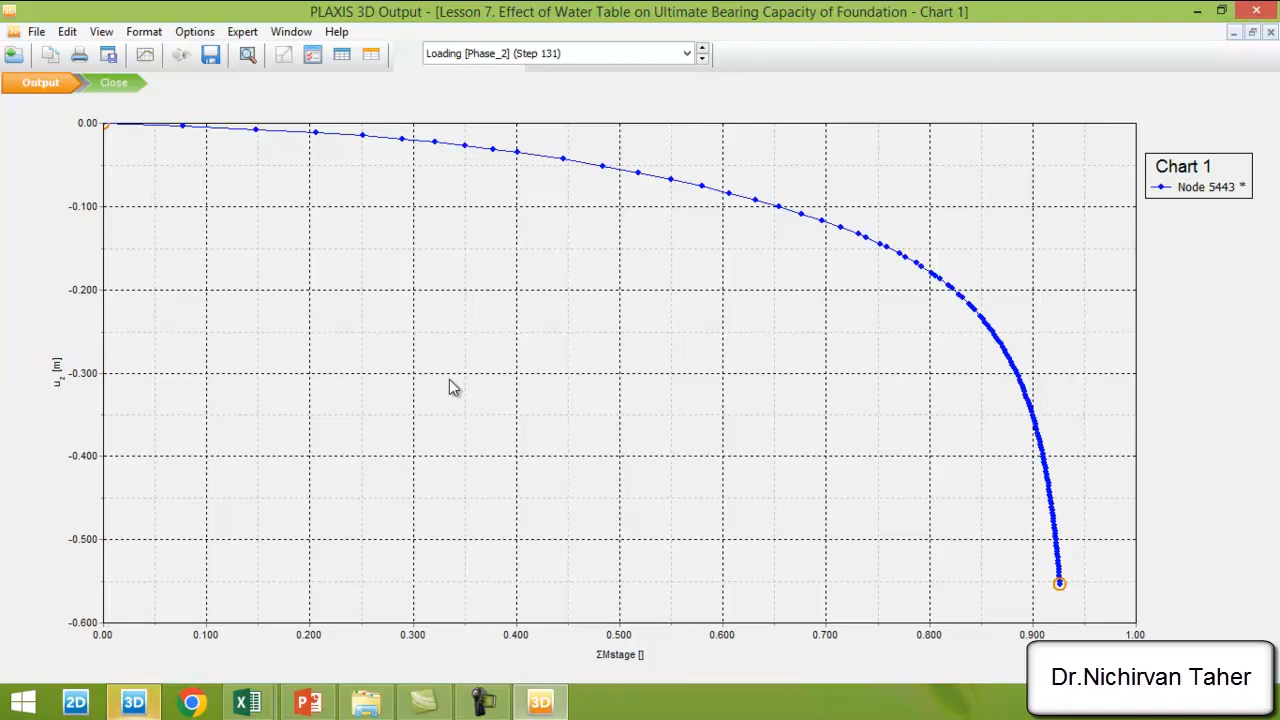 PLAXIS 3D Output - [Lesson 7. Effect of Water Table on Ultimate Bearing Capacity of Foundation - Chart 1]
File Edit View Format Options Expert Window Help
Loading [Phase_2] (Step 131)
Output Close
0.00
-0.100
-0.200
-0.300
-0.400
-0.500
-0.600
uz [m]
0.00 0.100 0.200 0.300 0.400 0.500 0.600 0.700 0.800 0.900 1.00
ΣMstage []
Chart 1
Node 5443 *
Dr.Nichirvan Taher
2D 3D 3D